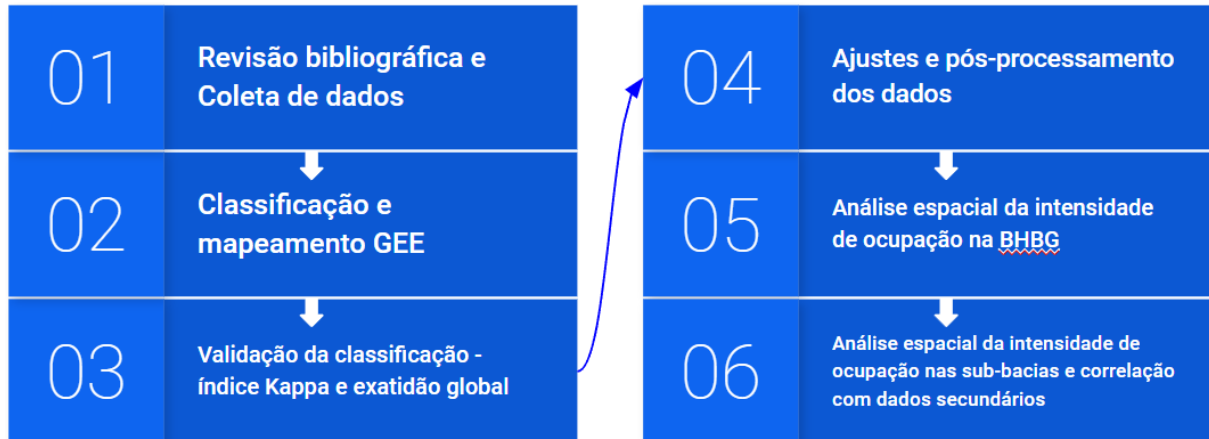 01
Revisão bibliográfica e
Coleta de dados
02
Classificação e
mapeamento GEE
03
Validação da classificação -
índice Kappa e exatidão global
04
Ajustes e pós-processamento
dos dados
05
Análise espacial da intensidade
de ocupação na BHBG
06
Análise espacial da intensidade de
ocupação nas sub-bacias e correlação
com dados secundários